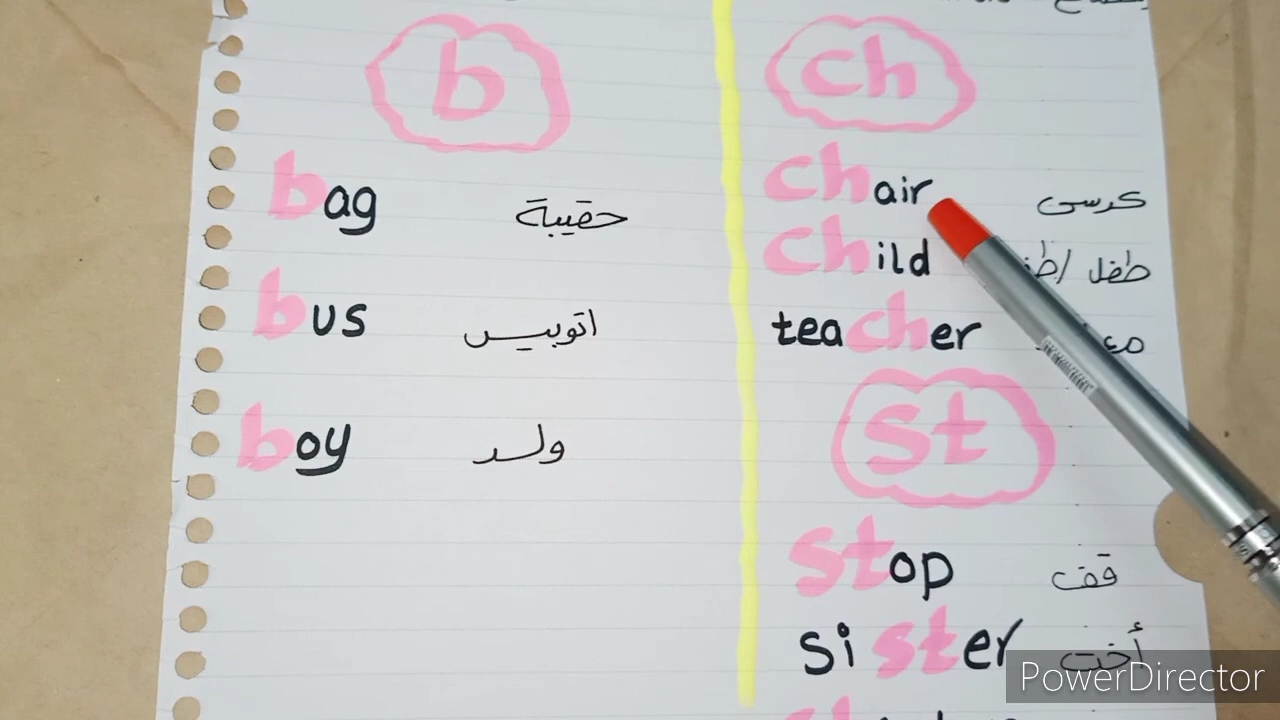 b
bag حقيبة
bus اتوبيس
boy ولد
ch
chair كرسى
child طفل /
teacher
st
stop قف
sister أخت
PowerDirector